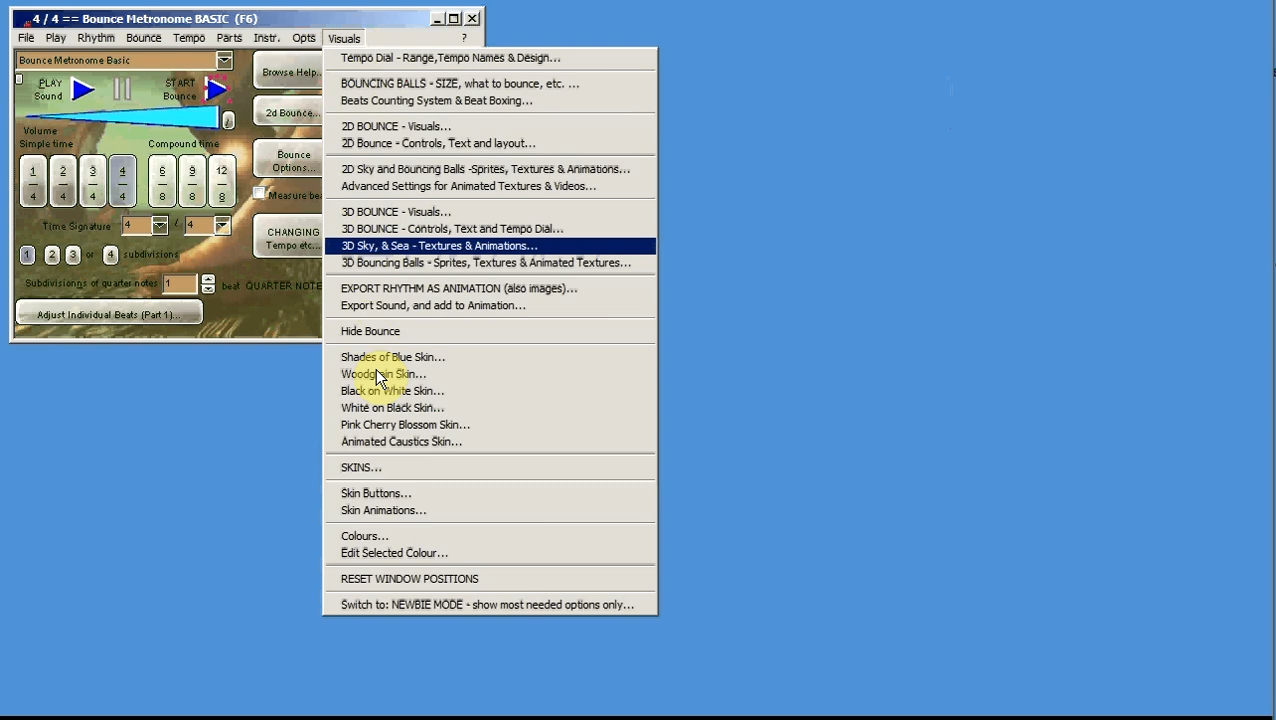 4 / 4 == Bounce Metronome BASIC (F6)
File Play Rhythm Bounce Tempo Parts Instr. Opts Visuals ?
Bounce Metronome Basic
PLAY
Sound
START
Bounce
Volume
Simple time
Compound time
1/4 2/4 3/4 4/4 6/8 9/8 12/8
Time Signature 4 / 4
1 2 3 or 4 subdivisions
Subdivisionns of quarter notes 1 beat QUARTER NOTE
Adjust Individual Beats (Part 1)...
Browse Help...
2d Bounce...
Bounce
Options...
Measure bea
CHANGING
Tempo etc...
Tempo Dial - Range,Tempo Names & Design...
BOUNCING BALLS - SIZE, what to bounce, etc. ...
Beats Counting System & Beat Boxing...
2D BOUNCE - Visuals...
2D Bounce - Controls, Text and layout...
2D Sky and Bouncing Balls -Sprites, Textures & Animations...
Advanced Settings for Animated Textures & Videos...
3D BOUNCE - Visuals...
3D BOUNCE - Controls, Text and Tempo Dial...
3D Sky, & Sea - Textures & Animations...
3D Bouncing Balls - Sprites, Textures & Animated Textures...
EXPORT RHYTHM AS ANIMATION (also images)...
Export Sound, and add to Animation...
Hide Bounce
Shades of Blue Skin...
Woodgrain Skin...
Black on White Skin...
White on Black Skin...
Pink Cherry Blossom Skin...
Animated Caustics Skin...
SKINS...
Skin Buttons...
Skin Animations...
Colours...
Edit Selected Colour...
RESET WINDOW POSITIONS
Switch to: NEWBIE MODE - show most needed options only...